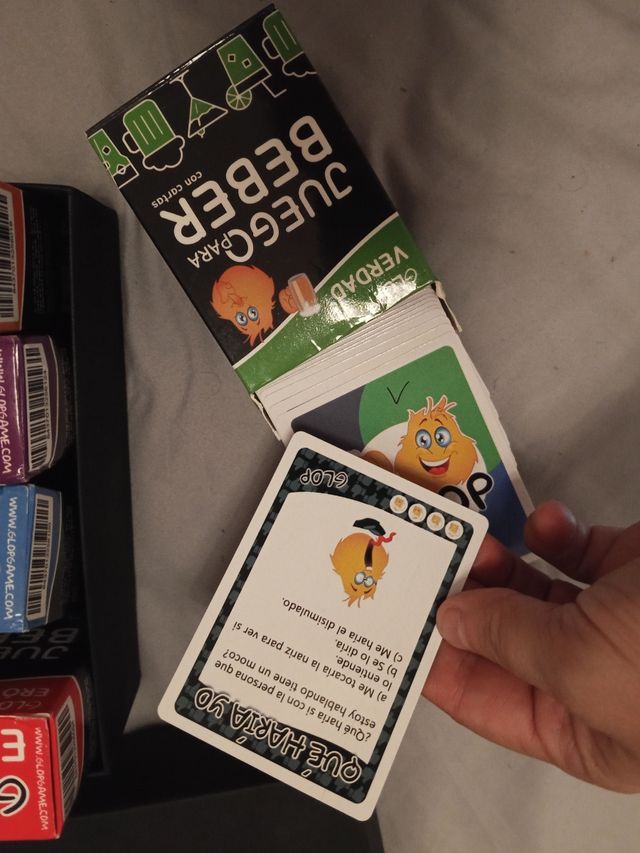 JUEGO
PARA
BEBER
con cartas
VERDAD
QUÉ HARÍA YO
¿Qué haría si con la persona que
estoy hablando tiene un moco?
a) Me tocaría la nariz para ver si
lo entiende.
b) Se lo diría.
c) Me haría el disimulado.
GLOP
WWW.GLOPGAME.COM
WWW.GLOPGAME.COM
BE
WWW.GLOPGAME.COM